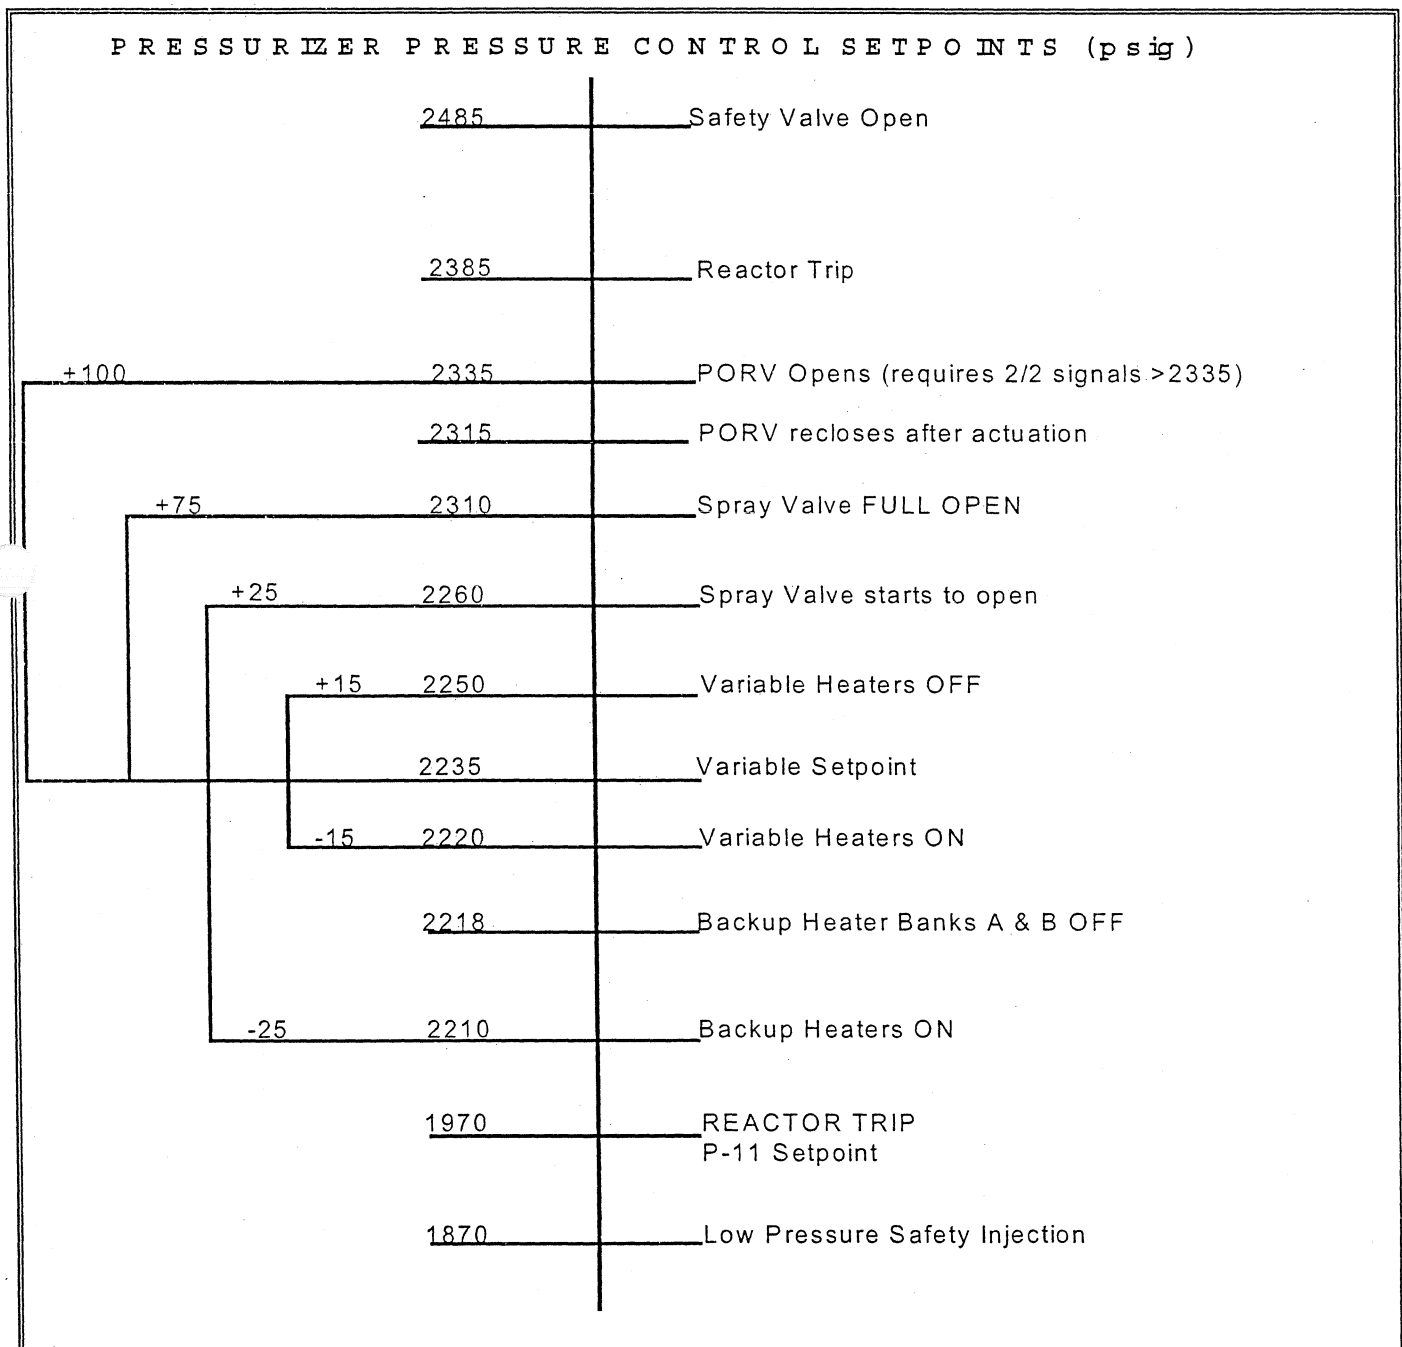 PRESSURIZER PRESSURE CONTROL SETPOINTS (psig)
2485 Safety Valve Open
2385 Reactor Trip
+100 2335 PORV Opens (requires 2/2 signals >2335)
2315 PORV recloses after actuation
+75 2310 Spray Valve FULL OPEN
+25 2260 Spray Valve starts to open
+15 2250 Variable Heaters OFF
2235 Variable Setpoint
-15 2220 Variable Heaters ON
2218 Backup Heater Banks A & B OFF
-25 2210 Backup Heaters ON
1970 REACTOR TRIP
P-11 Setpoint
1870 Low Pressure Safety Injection